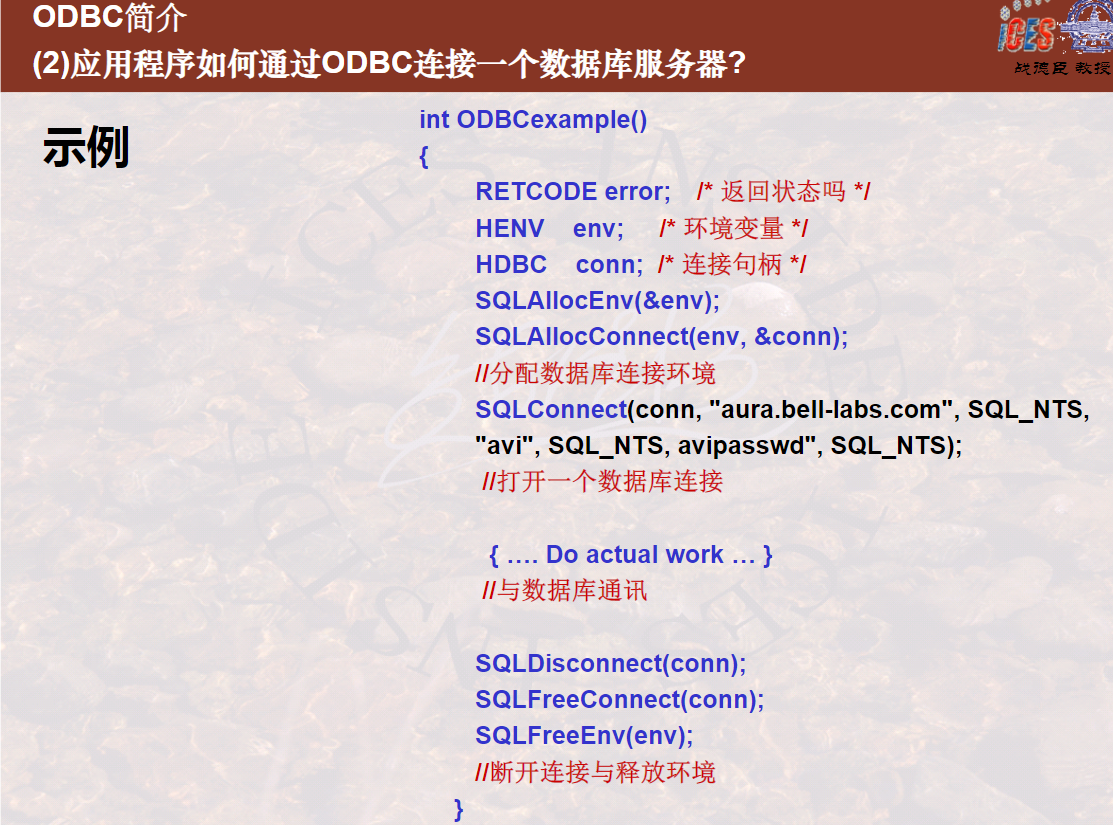 ODBC简介
(2)应用程序如何通过ODBC连接一个数据库服务器?
iCES
战德臣 教授
示例
int ODBCexample()
{
RETCODE error; /* 返回状态吗 */
HENV env; /* 环境变量 */
HDBC conn; /* 连接句柄 */
SQLAllocEnv(&env);
SQLAllocConnect(env, &conn);
//分配数据库连接环境
SQLConnect(conn, "aura.bell-labs.com", SQL_NTS,
"avi", SQL_NTS, avipasswd", SQL_NTS);
//打开一个数据库连接
{ …. Do actual work … }
//与数据库通讯
SQLDisconnect(conn);
SQLFreeConnect(conn);
SQLFreeEnv(env);
//断开连接与释放环境
}